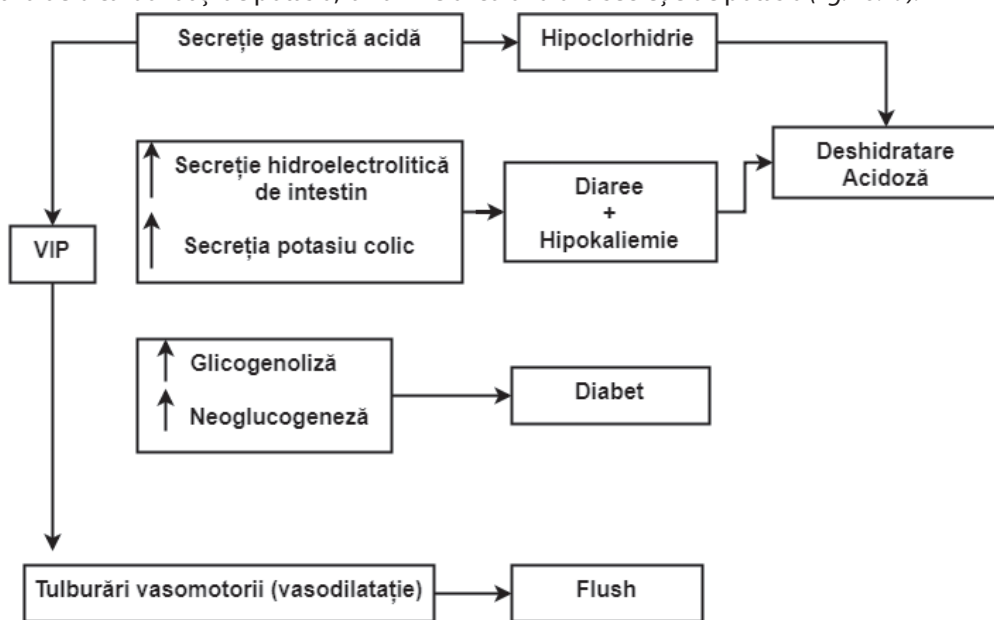 Secreție gastrică acidă
Hipoclorhidrie
Deshidratare
Acidoză
Secreție hidroelectrolitică
de intestin
Secreția potasiu colic
Diaree
+
Hipokaliemie
VIP
Glicogenoliză
Neoglucogeneză
Diabet
Tulburări vasomotorii (vasodilatație)
Flush